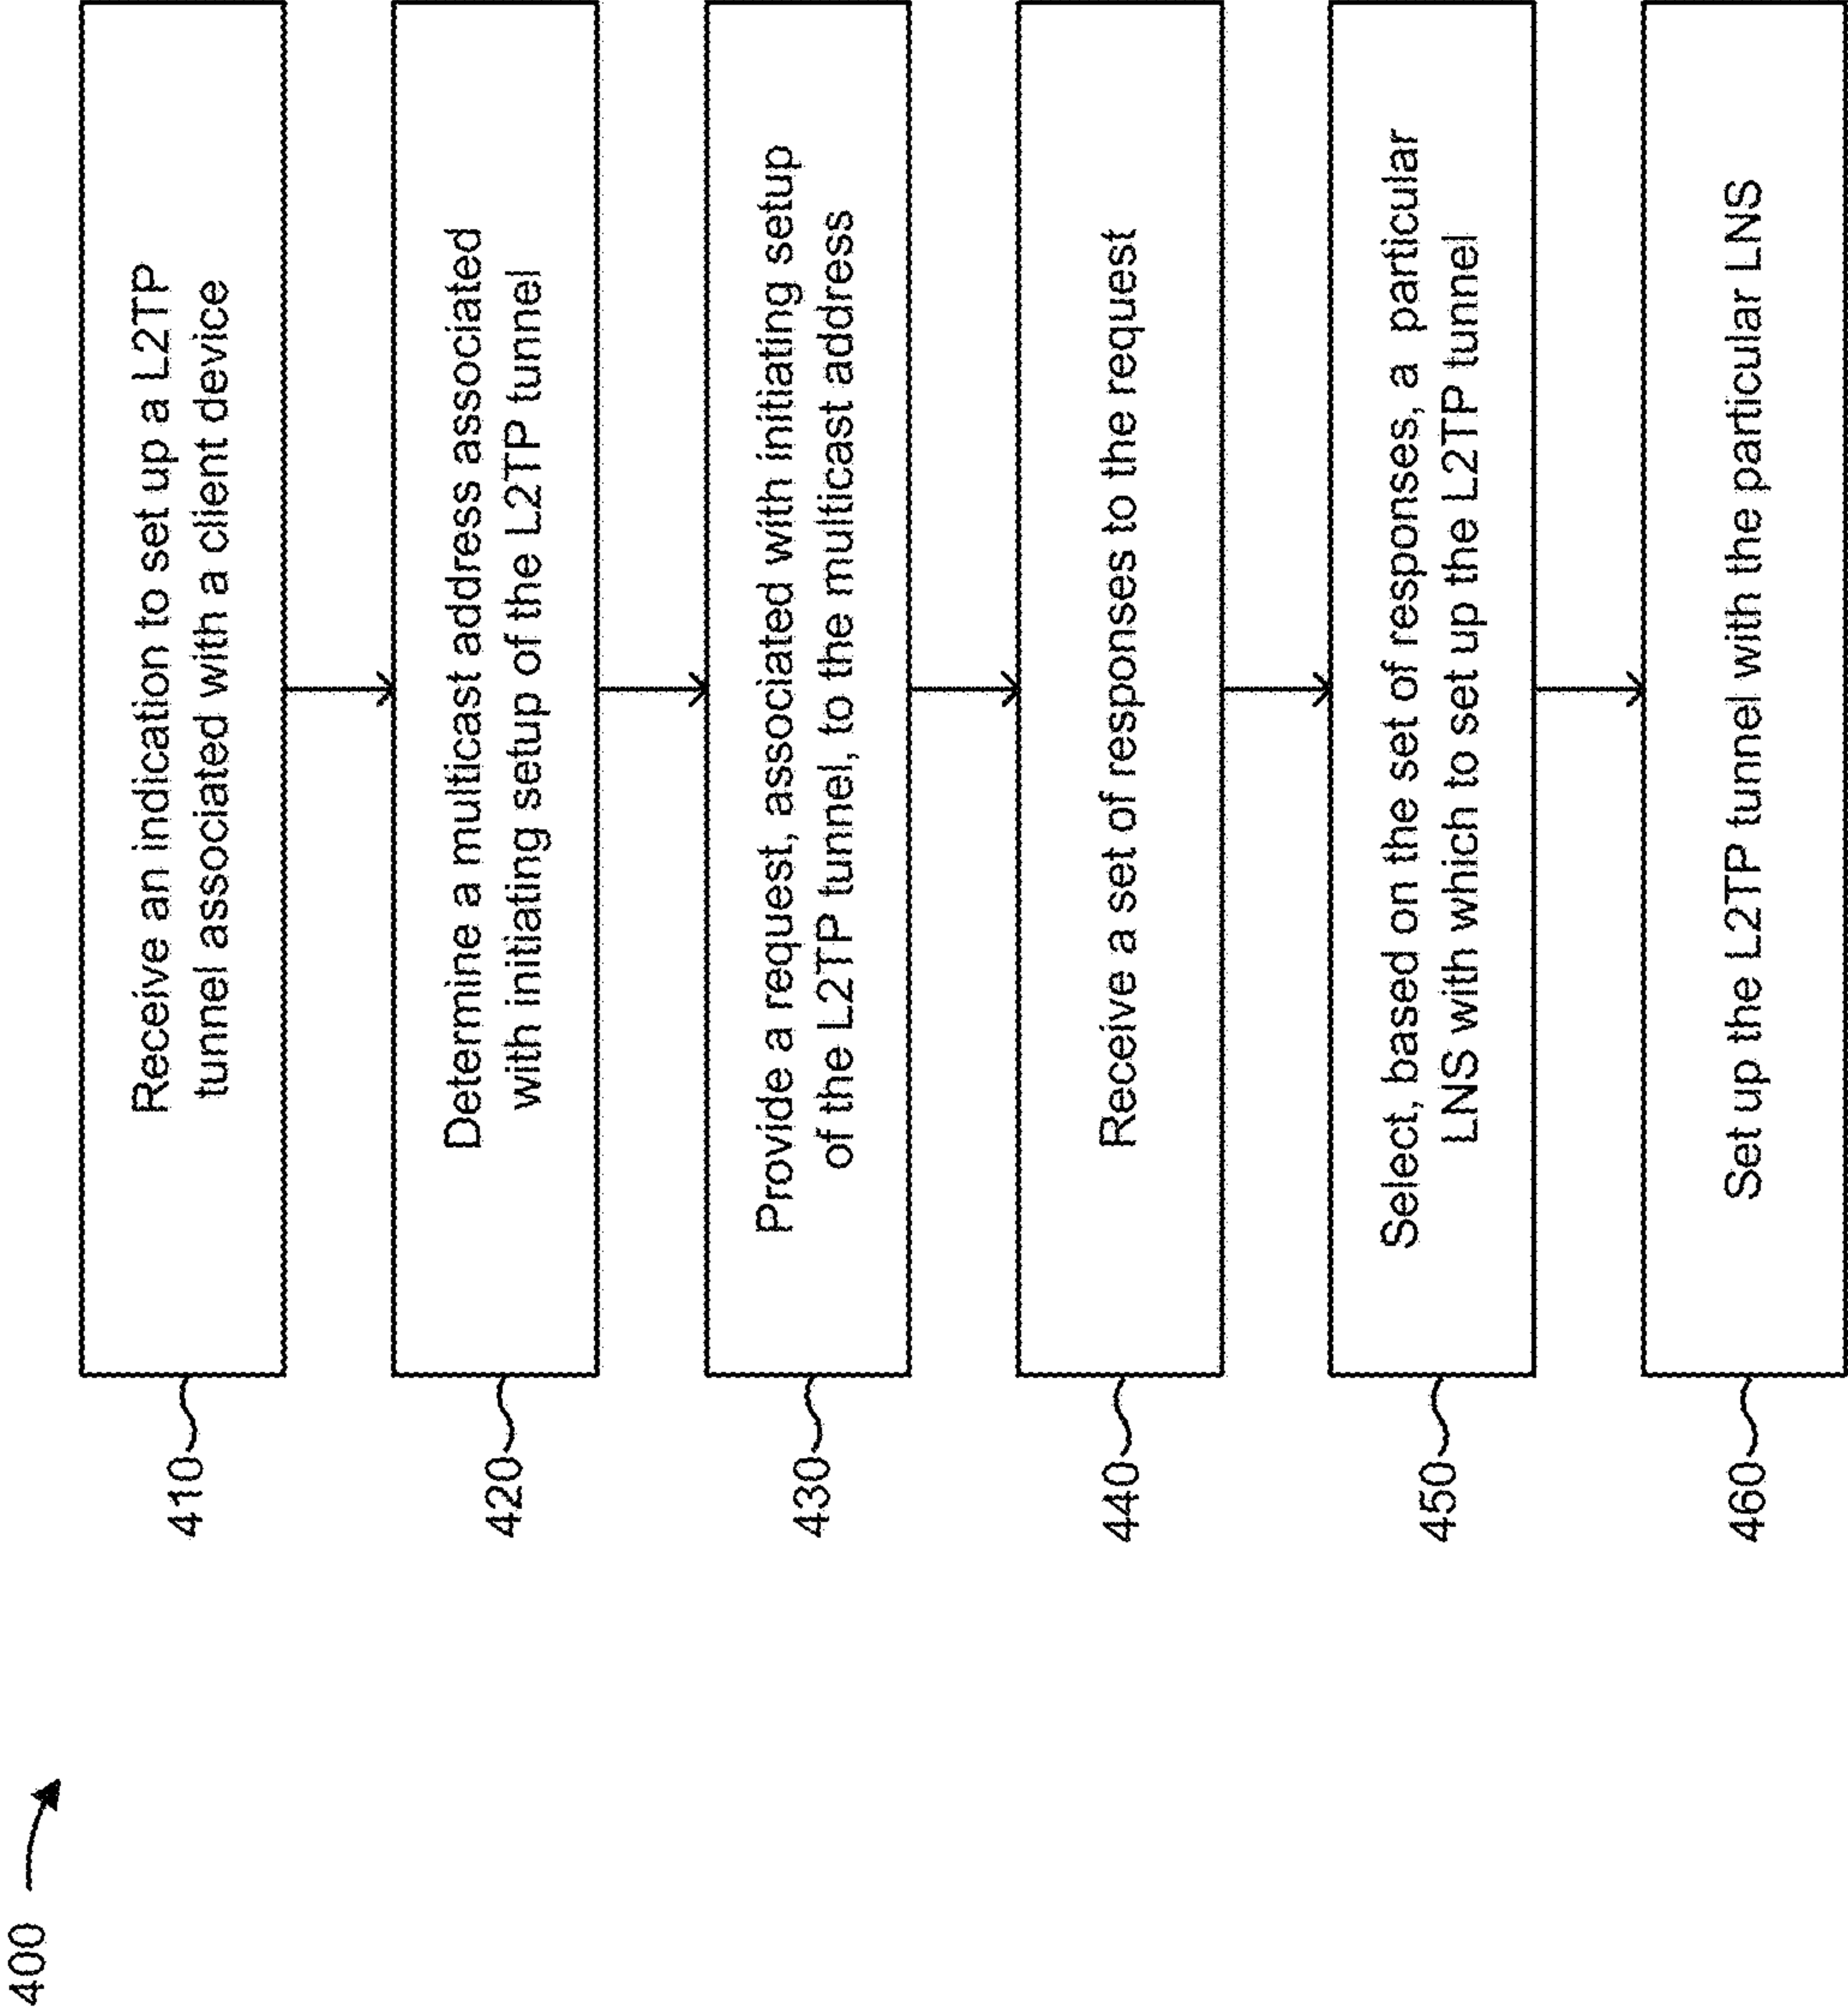 400
410
Receive an indication to set up a L2TP
tunnel associated with a client device
420
Determine a multicast address associated
with initiating setup of the L2TP tunnel
430
Provide a request, associated with initiating setup
of the L2TP tunnel, to the multicast address
440
Receive a set of responses to the request
450
Select, based on the set of responses, a particular
LNS with which to set up the L2TP tunnel
460
Set up the L2TP tunnel with the particular LNS